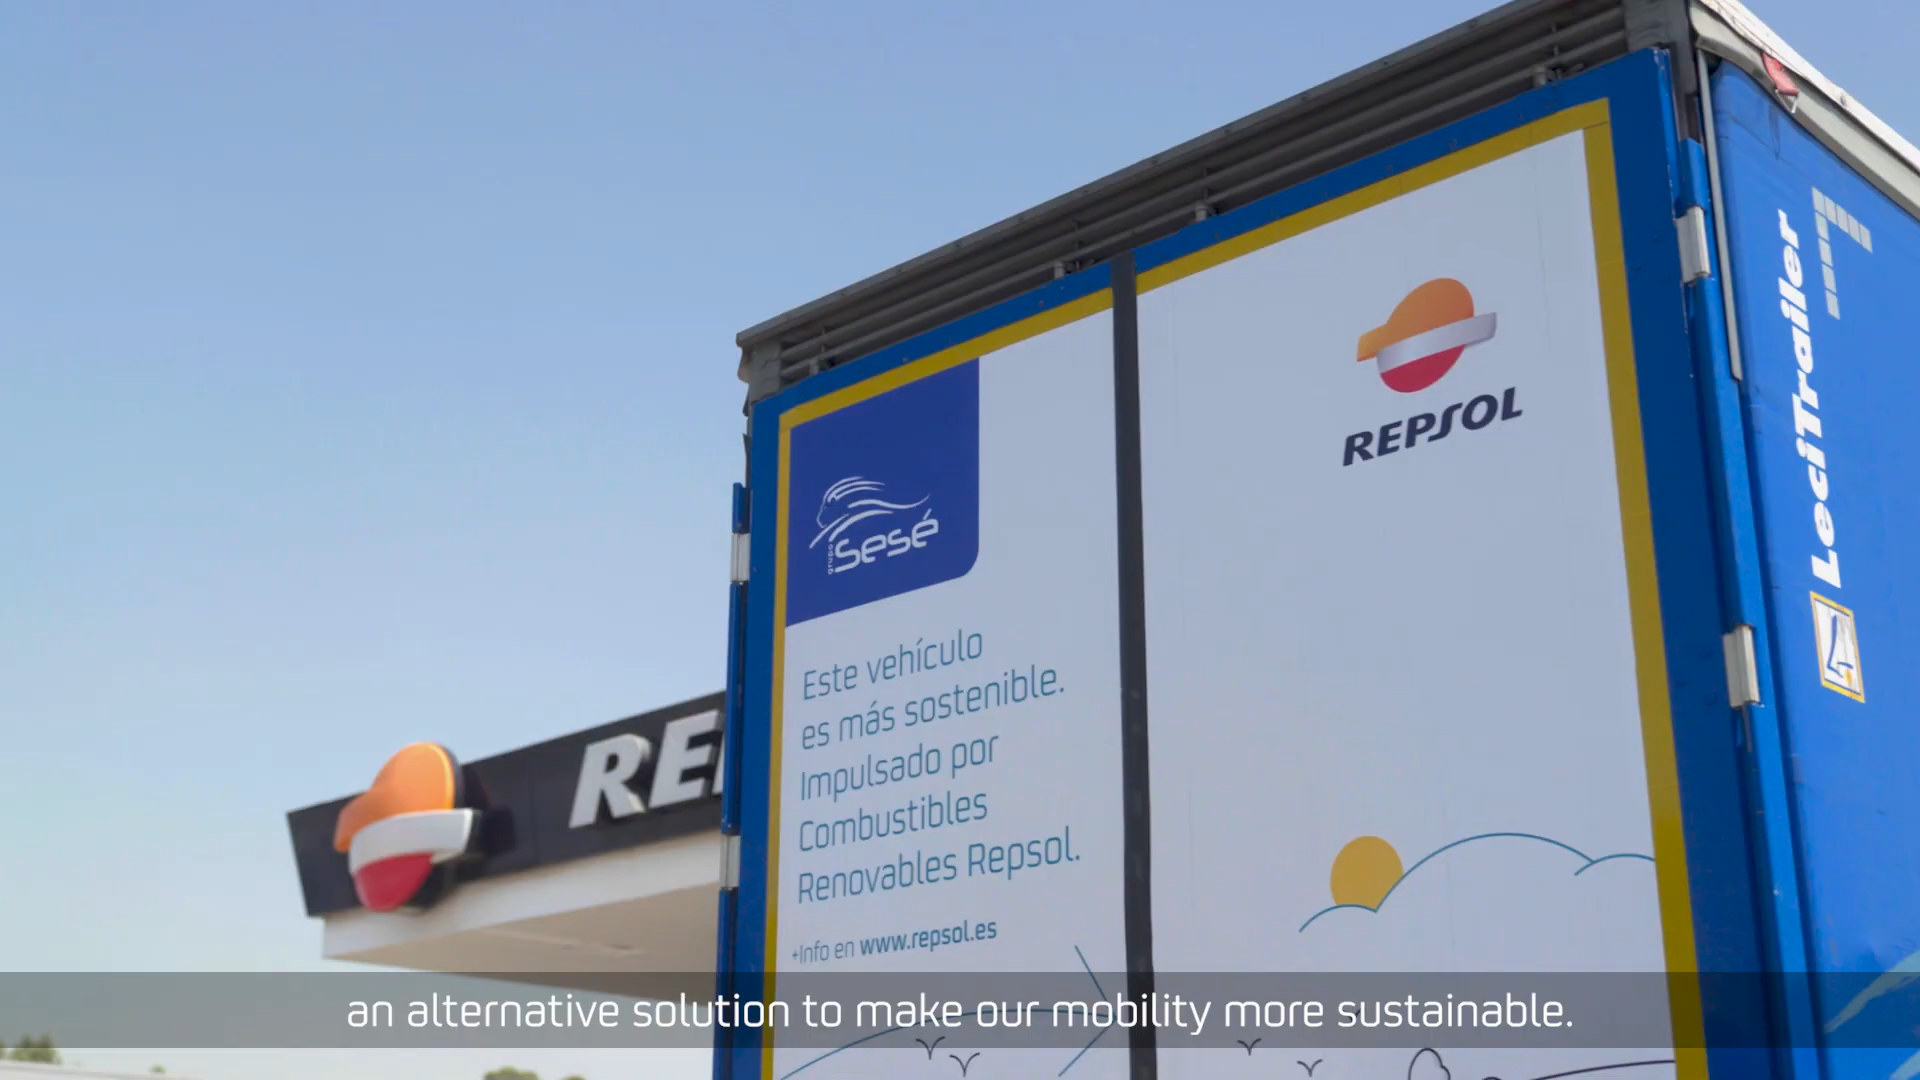 REPSOL
LeciTrailer
grupo
Sesé
Este vehículo
es más sostenible.
Impulsado por
Combustibles
Renovables Repsol.
+Info en www.repsol.es
RE
an alternative solution to make our mobility more sustainable.